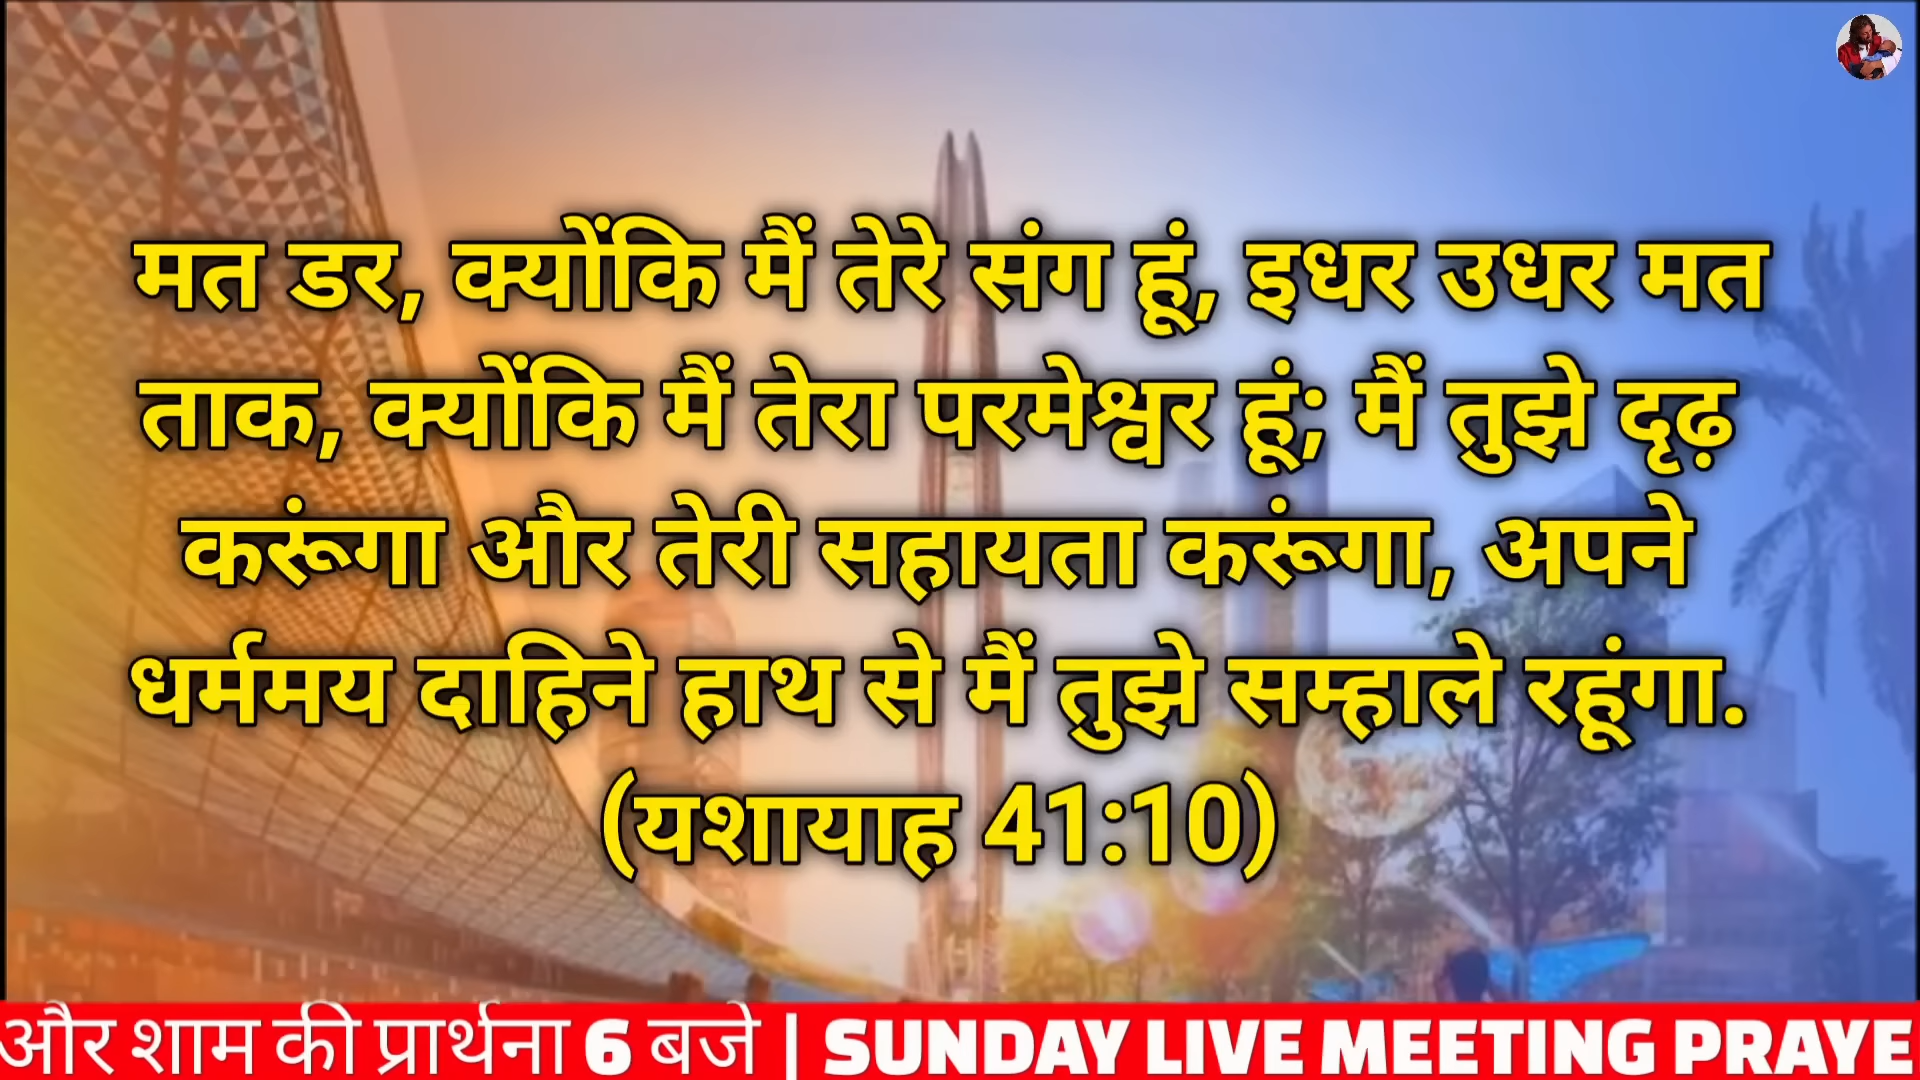 मत डर, क्योंकि मैं तेरे संग हूं, इधर उधर मत
ताक, क्योंकि मैं तेरा परमेश्वर हूं; मैं तुझे दृढ़
करूंगा और तेरी सहायता करूंगा, अपने
धर्ममय दाहिने हाथ से मैं तुझे सम्हाले रहूंगा.
(यशायाह 41:10)
और शाम की प्रार्थना 6 बजे | SUNDAY LIVE MEETING PRAYE